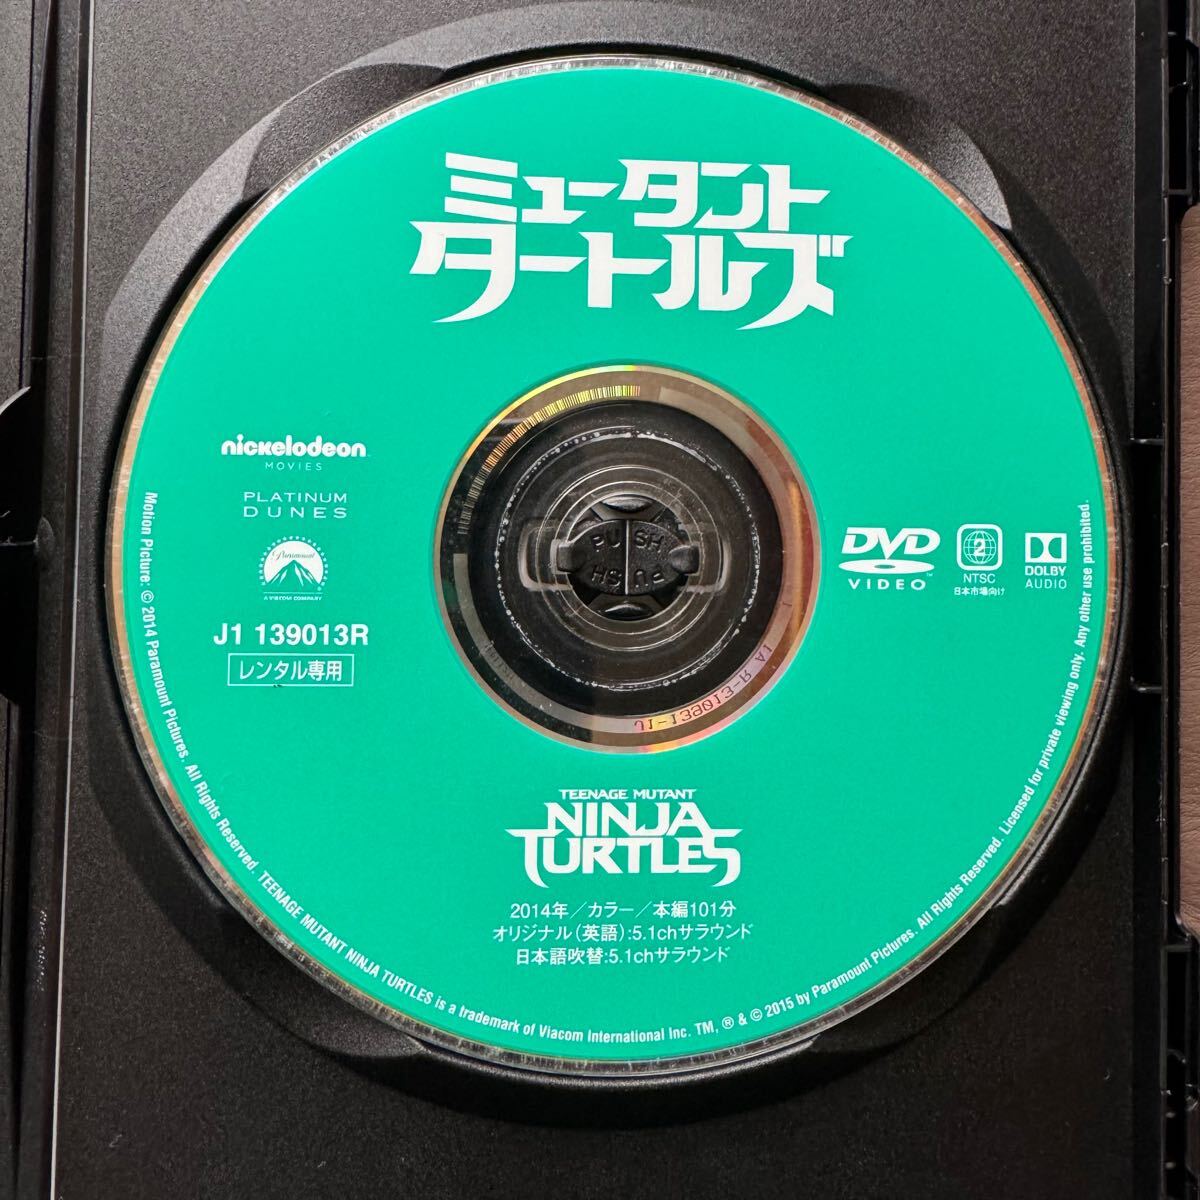 ミュータント
タートルズ
nickelodeon
MOVIES
PLATINUM
DUNES
Paramount
A VIACOM COMPANY
J1 139013R
レンタル専用
PUSH
PUSH
J1-139013-R A1
DVD
VIDEO
TM
2
NTSC
日本市場向け
DOLBY
AUDIO
TEENAGE MUTANT
NINJA
TURTLES
2014年／カラー／本編101分
オリジナル(英語):5.1chサラウンド
日本語吹替:5.1chサラウンド
Motion Picture: © 2014 Paramount Pictures. All Rights Reserved. TEENAGE MUTANT NINJA TURTLES is a trademark of Viacom International Inc. TM, ® & © 2015 by Paramount Pictures. All Rights Reserved. Licensed for private viewing only. Any other use prohibited.